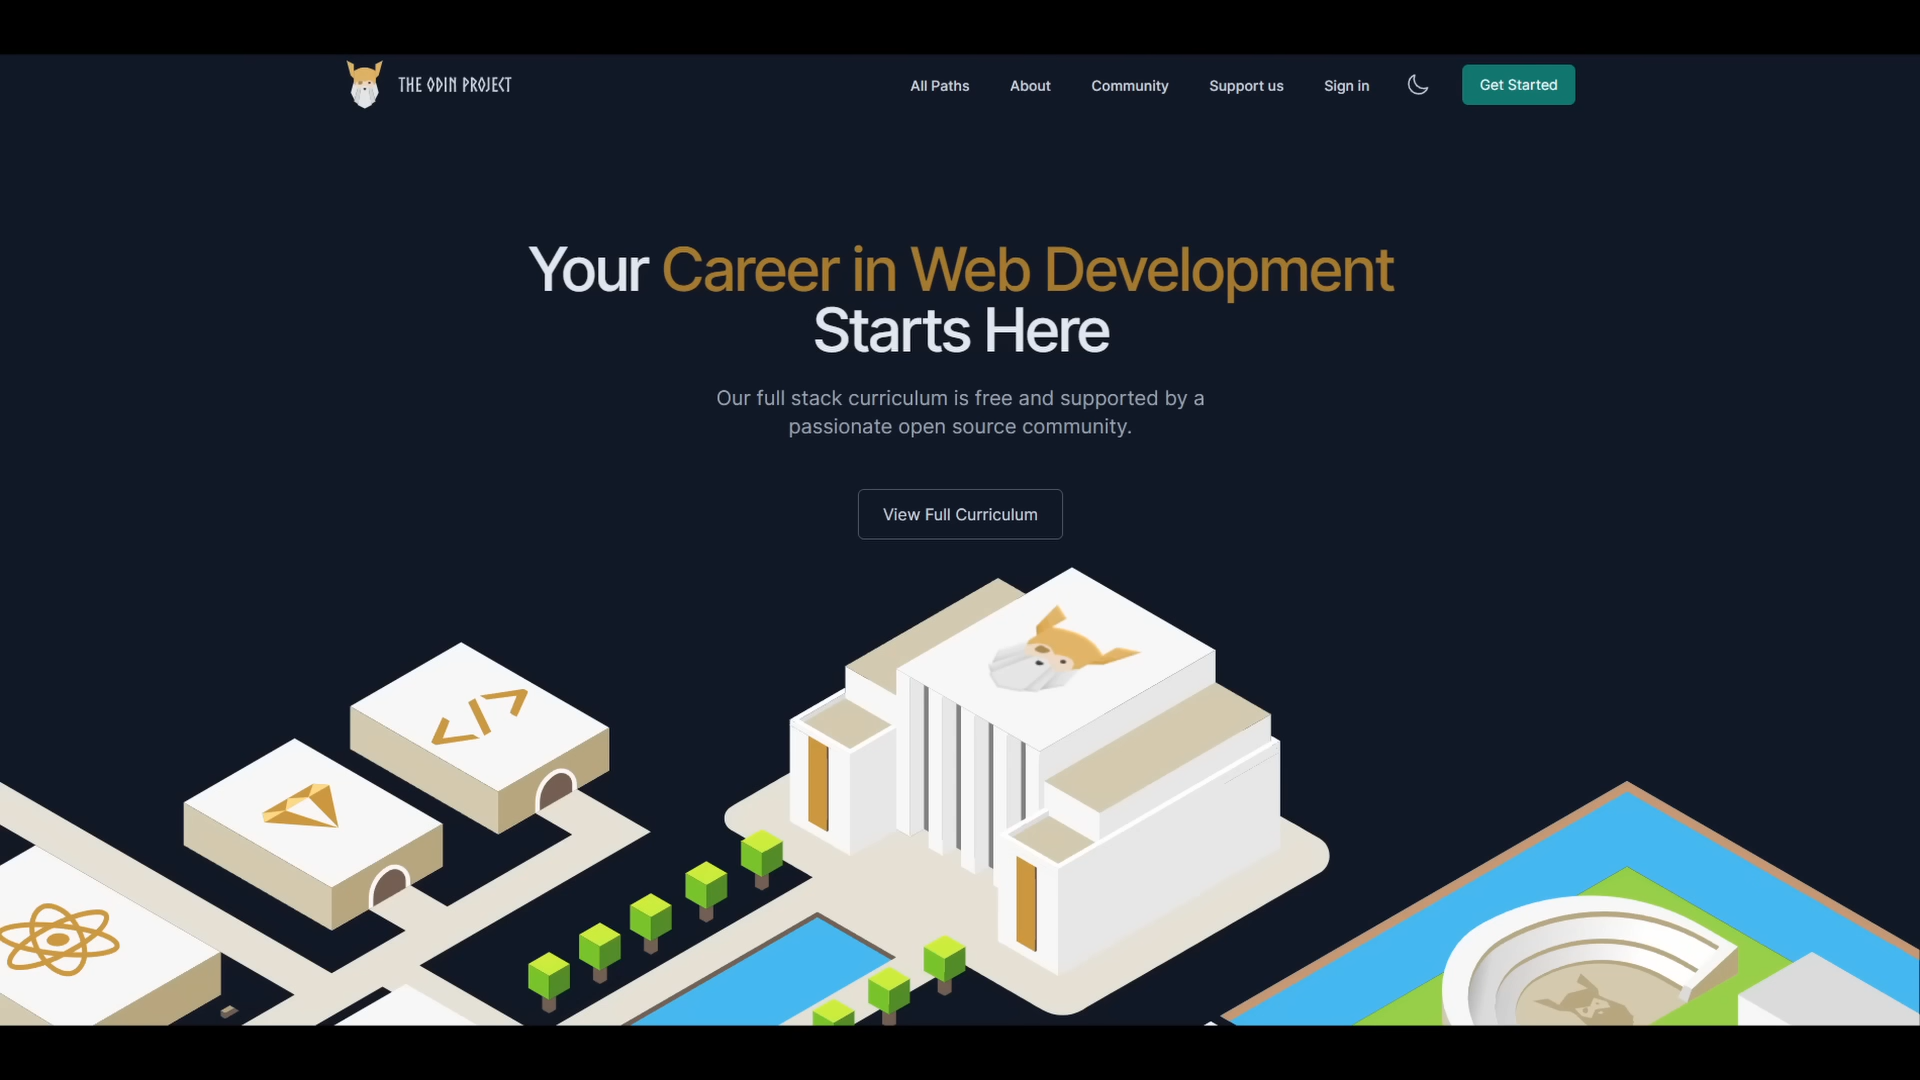 THE ODIN PROJECT
All Paths
About
Community
Support us
Sign in
Get Started
Your Career in Web Development
Starts Here
Our full stack curriculum is free and supported by a
passionate open source community.
View Full Curriculum
</>